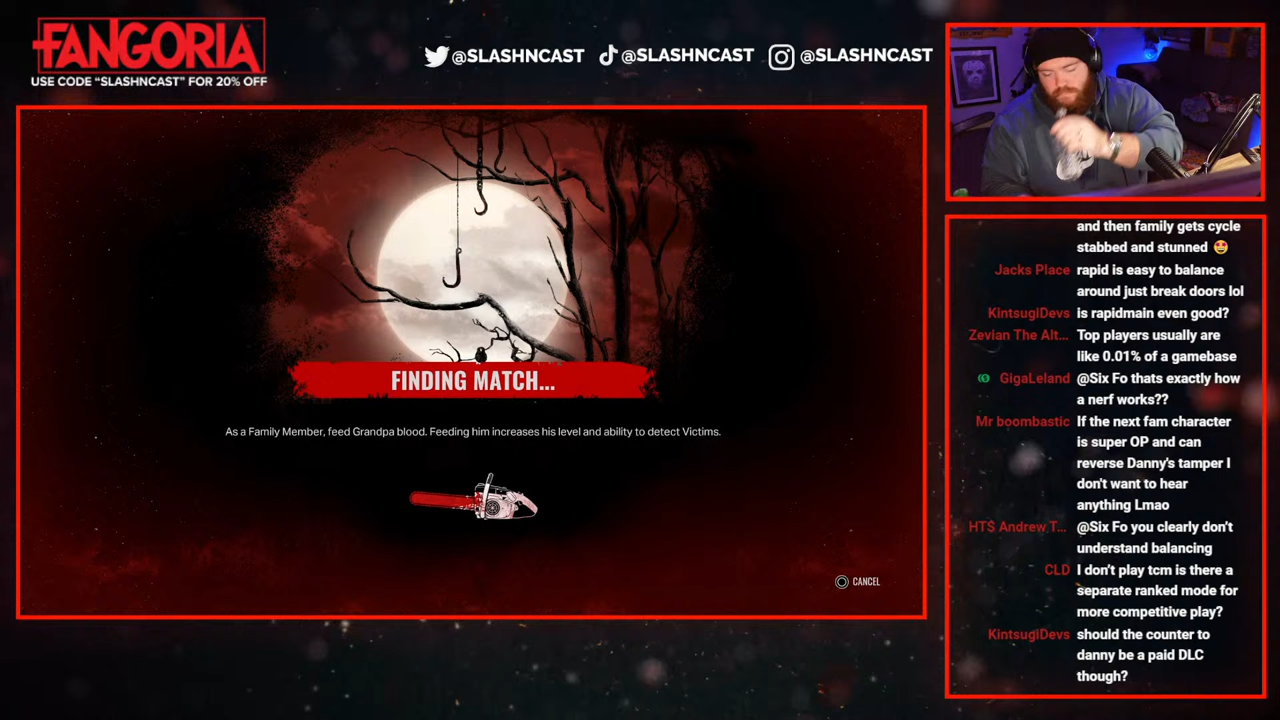 FANGORIA
USE CODE “SLASHNCAST” FOR 20% OFF
@SLASHNCAST @SLASHNCAST @SLASHNCAST
FINDING MATCH...
As a Family Member, feed Grandpa blood. Feeding him increases his level and ability to detect Victims.
CANCEL
and then family gets cycle
stabbed and stunned 🤩
Jacks Place rapid is easy to balance
around just break doors lol
KintsugiDevs is rapidmain even good?
Zevian The Alt... Top players usually are
like 0.01% of a gamebase
GigaLeland @Six Fo thats exactly how
a nerf works??
Mr boombastic If the next fam character
is super OP and can
reverse Danny's tamper I
don't want to hear
anything Lmao
HTS Andrew T... @Six Fo you clearly don't
understand balancing
CLD I don't play tcm is there a
separate ranked mode for
more competitive play?
KintsugiDevs should the counter to
danny be a paid DLC
though?